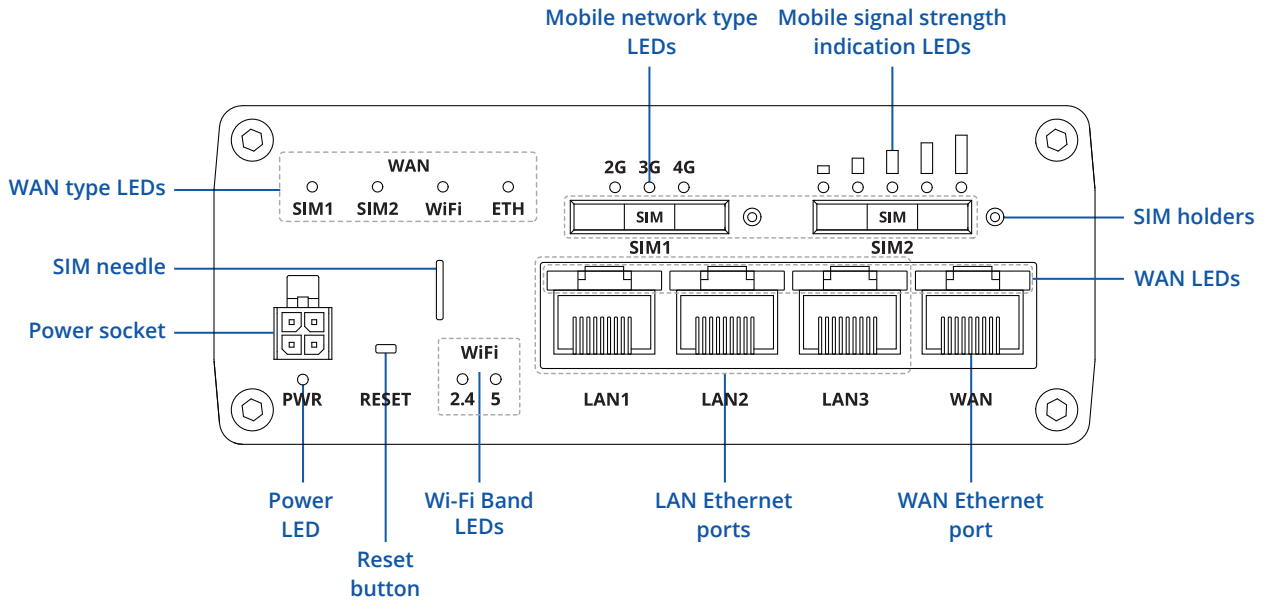 Mobile network type
LEDs
Mobile signal strength
indication LEDs
WAN type LEDs
WAN
SIM1
SIM2
WiFi
ETH
2G 3G 4G
SIM
SIM1
SIM
SIM2
SIM holders
SIM needle
WAN LEDs
Power socket
WiFi
PWR
RESET
2.4 5
LAN1
LAN2
LAN3
WAN
Power
LED
Reset
button
Wi-Fi Band
LEDs
LAN Ethernet
ports
WAN Ethernet
port